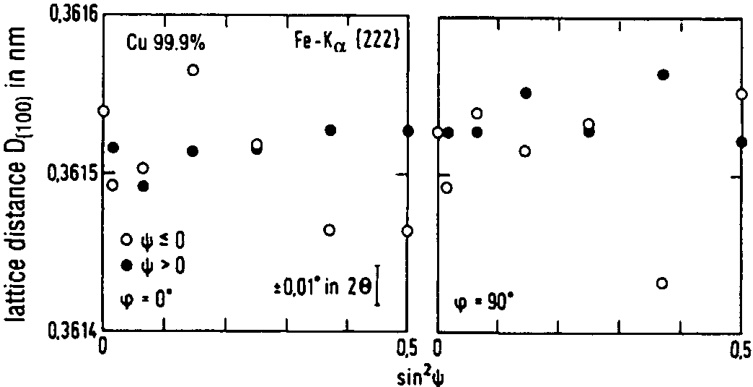 0,3616
Cu 99.9%
Fe-Kα {222}
lattice distance D{100} in nm
0,3615
ψ ≤ 0
ψ > 0
φ = 0°
±0,01° in 2Θ
φ = 90°
0,3614
0
0,5
0
0,5
sin²ψ